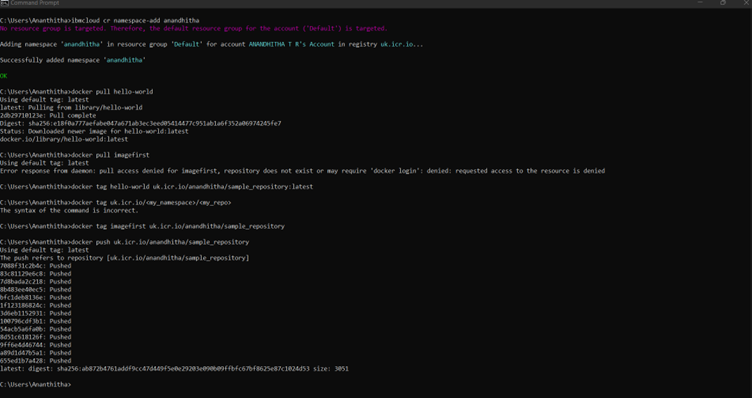 Command Prompt
C:\Users\Ananthitha>ibmcloud cr namespace-add anandhitha
No resource group is targeted. Therefore, the default resource group for the account ('Default') is targeted.
Adding namespace 'anandhitha' in resource group 'Default' for account ANANDHITHA T R's Account in registry uk.icr.io...
Successfully added namespace 'anandhitha'
OK
C:\Users\Ananthitha>docker pull hello-world
Using default tag: latest
latest: Pulling from library/hello-world
2db29710123e: Pull complete
Digest: sha256:e18f0a777aefabe047a671ab3ec3eed05414477c951ab1a6f352a06974245fe7
Status: Downloaded newer image for hello-world:latest
docker.io/library/hello-world:latest
C:\Users\Ananthitha>docker pull imagefirst
Using default tag: latest
Error response from daemon: pull access denied for imagefirst, repository does not exist or may require 'docker login': denied: requested access to the resource is denied
C:\Users\Ananthitha>docker tag hello-world uk.icr.io/anandhitha/sample_repository:latest
C:\Users\Ananthitha>docker tag uk.icr.io/<my_namespace>/<my_repo>
The syntax of the command is incorrect.
C:\Users\Ananthitha>docker tag imagefirst uk.icr.io/anandhitha/sample_repository
C:\Users\Ananthitha>docker push uk.icr.io/anandhitha/sample_repository
Using default tag: latest
The push refers to repository [uk.icr.io/anandhitha/sample_repository]
7088f31c2b4c: Pushed
83c81129e6c8: Pushed
7d8bada2c218: Pushed
8b483ee40ec5: Pushed
bfc1deb8136e: Pushed
1f123186824c: Pushed
3d6eb1152931: Pushed
100796cdf3b1: Pushed
54acb5a6fa0b: Pushed
8d51c618126f: Pushed
9ff6e4d46744: Pushed
a89d1d47b5a1: Pushed
655ed1b7a428: Pushed
latest: digest: sha256:ab872b4761addf9cc47d449f5e0e29203e090b09ffbfc67bf8625e87c1024d53 size: 3051
C:\Users\Ananthitha>